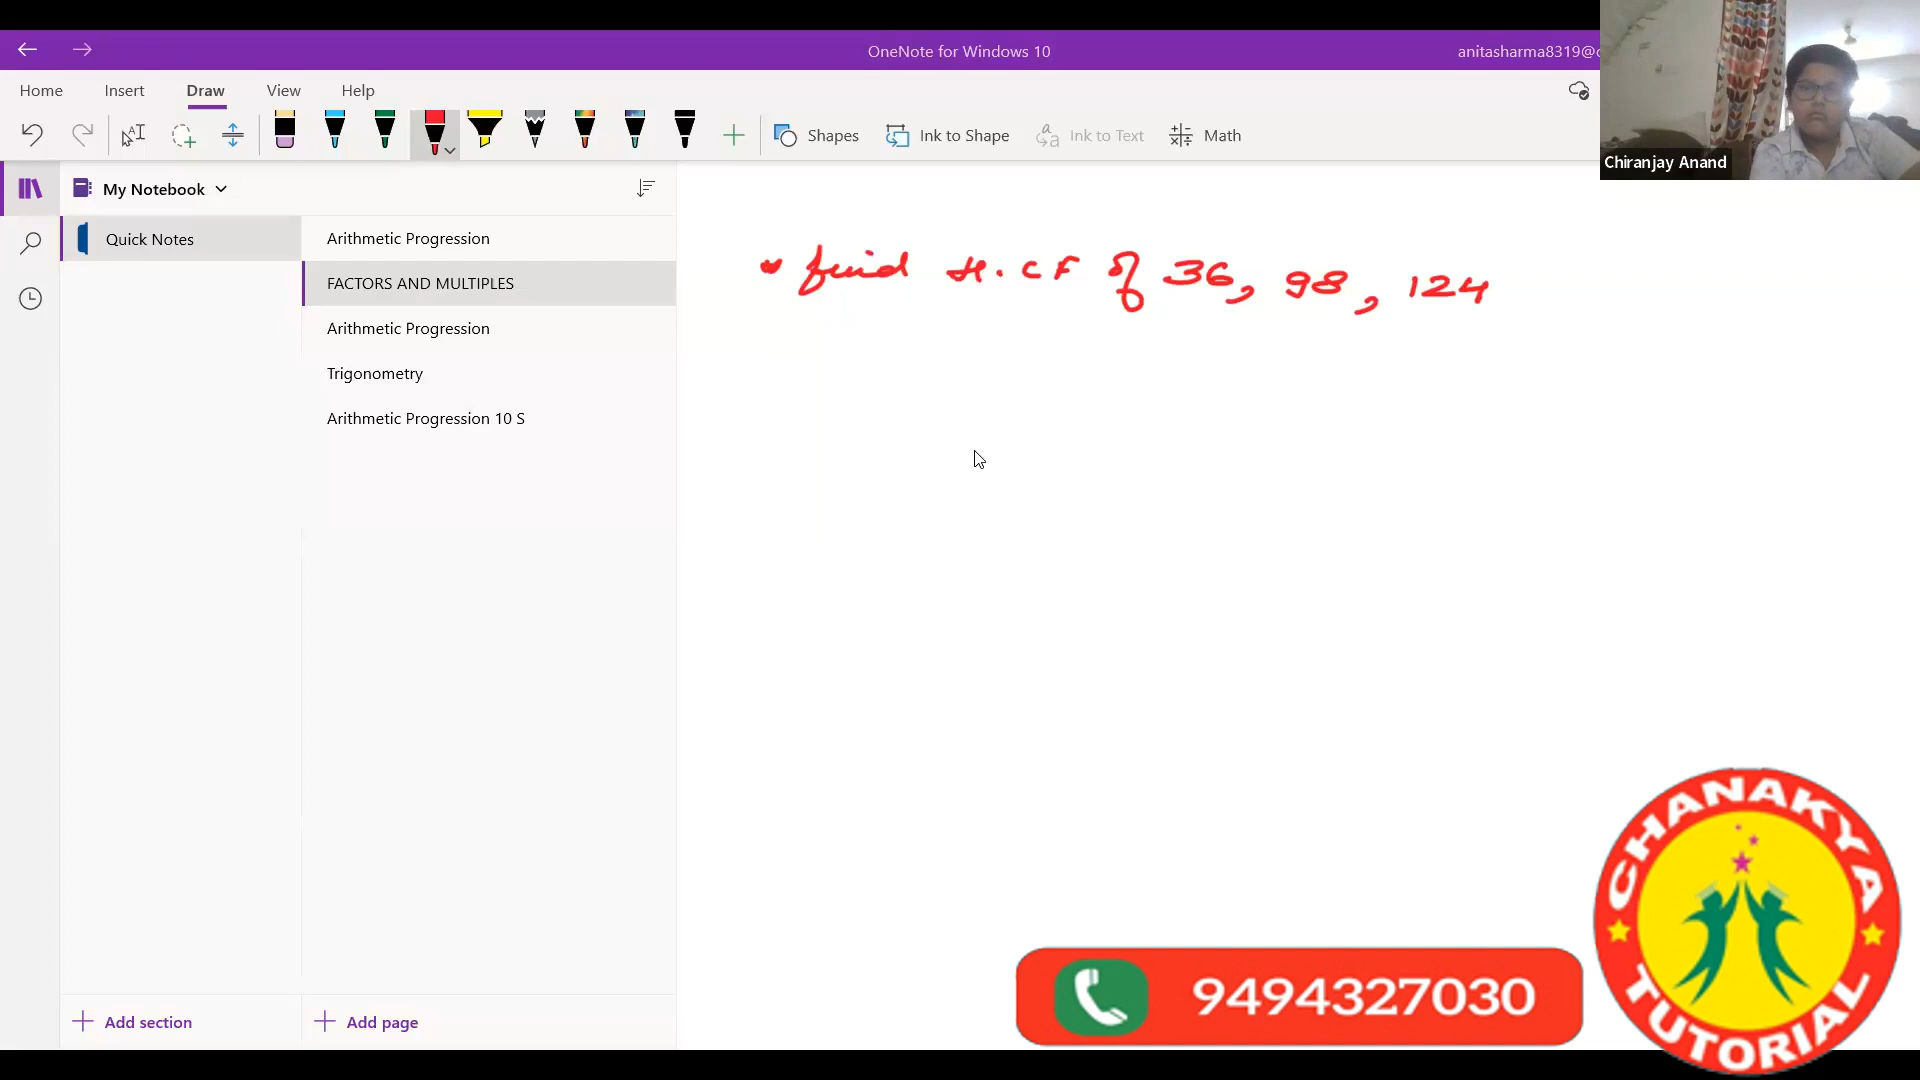 OneNote for Windows 10
anitasharma8319@
Home Insert Draw View Help
Shapes Ink to Shape Ink to Text Math
My Notebook
Quick Notes
Arithmetic Progression
FACTORS AND MULTIPLES
Arithmetic Progression
Trigonometry
Arithmetic Progression 10 S
Add section
Add page
Chiranjay Anand
• find H.CF of 36, 98, 124
9494327030
CHANAKYA
TUTORIAL